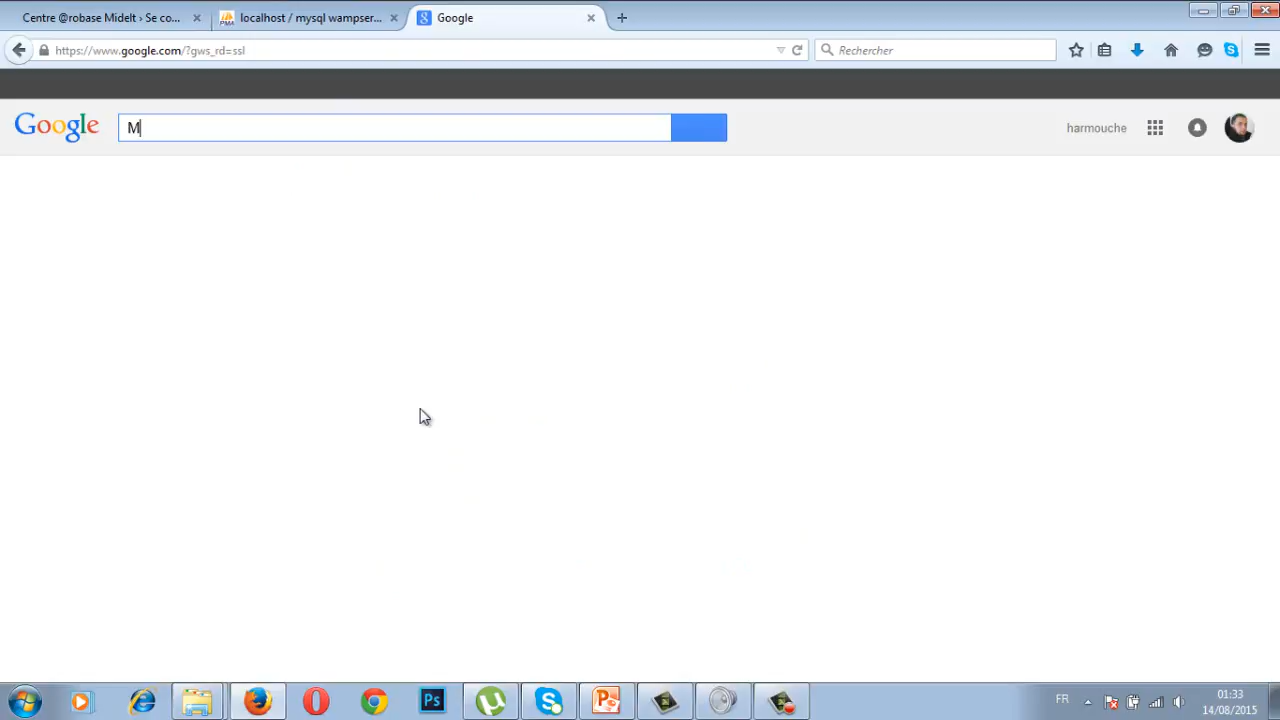 Centre @robase Midelt › Se co...
localhost / mysql wampser...
Google
https://www.google.com/?gws_rd=ssl
Rechercher
Google
M
harmouche
Ps
FR
01:33
14/08/2015